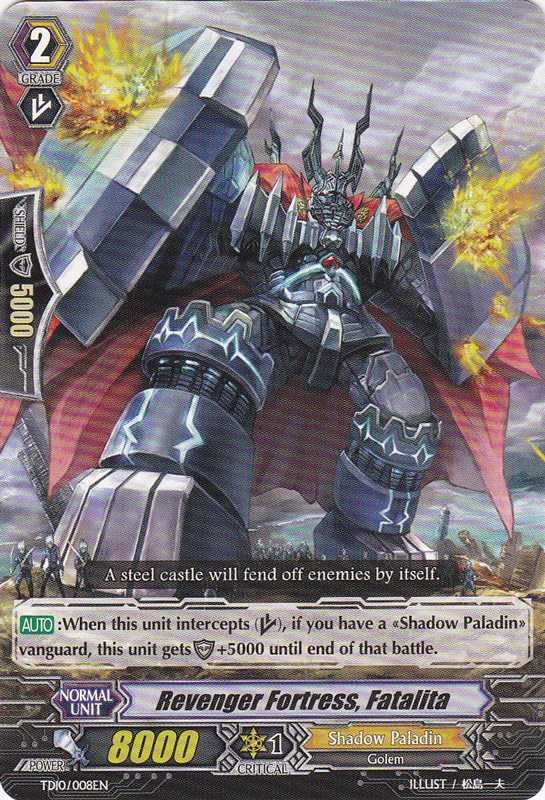 2
GRADE
SHIELD
5000
A steel castle will fend off enemies by itself.
AUTO:When this unit intercepts ( ), if you have a «Shadow Paladin»
vanguard, this unit gets +5000 until end of that battle.
NORMAL
UNIT
Revenger Fortress, Fatalita
POWER
8000
1
CRITICAL
Shadow Paladin
Golem
TD10/008EN
ILLUST / 松島一夫